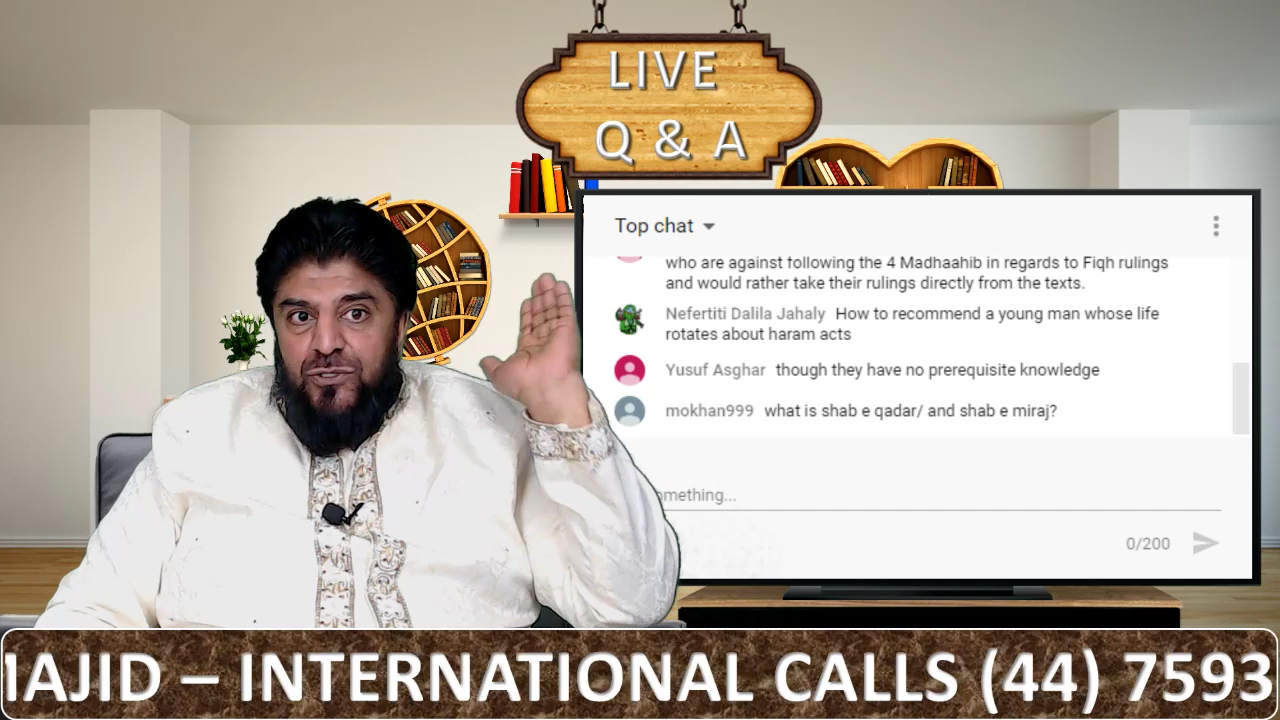 LIVE
Q & A
Top chat
who are against following the 4 Madhaahib in regards to Fiqh rulings
and would rather take their rulings directly from the texts.
Nefertiti Dalila Jahaly How to recommend a young man whose life
rotates about haram acts
Yusuf Asghar though they have no prerequisite knowledge
mokhan999 what is shab e qadar/ and shab e miraj?
omething...
0/200
AJID – INTERNATIONAL CALLS (44) 7593